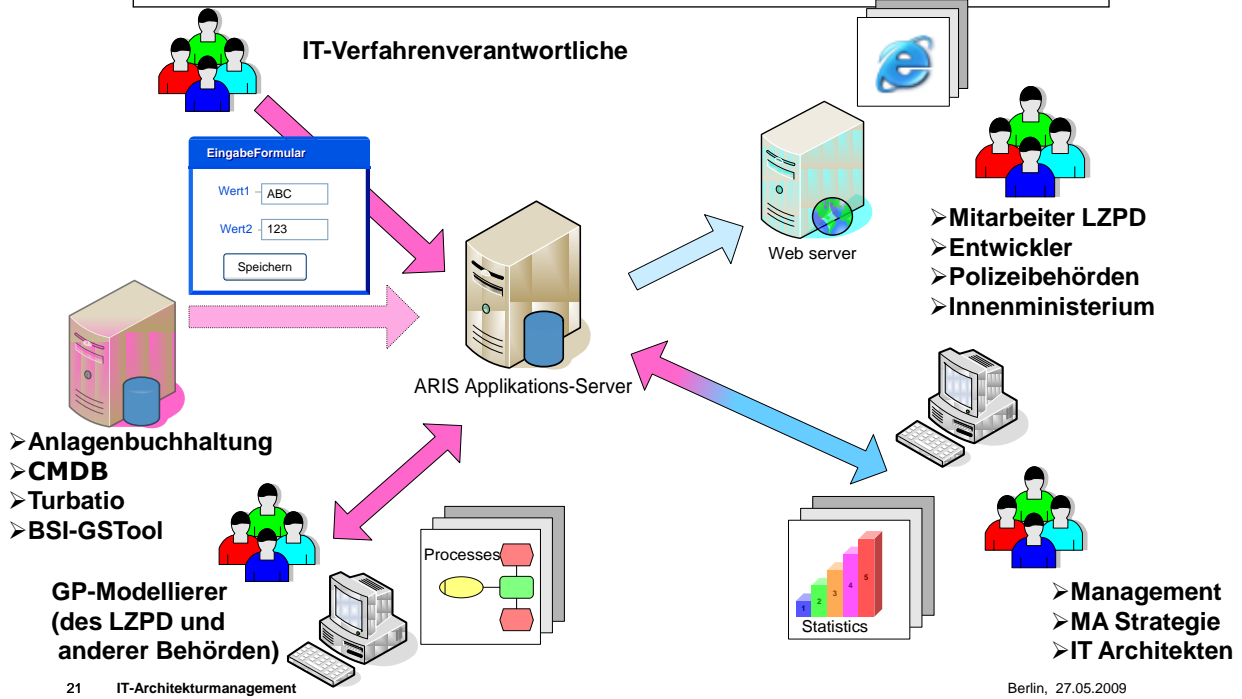 IT-Verfahrenverantwortliche
EingabeFormular
Wert1
ABC
Wert2
123
Speichern
Web server
➢Mitarbeiter LZPD
➢Entwickler
➢Polizeibehörden
➢Innenministerium
ARIS Applikations-Server
➢Anlagenbuchhaltung
➢CMDB
➢Turbatio
➢BSI-GSTool
GP-Modellierer
(des LZPD und
anderer Behörden)
Processes
1 2 3 4 5
Statistics
➢Management
➢MA Strategie
➢IT Architekten
21 IT-Architekturmanagement
Berlin, 27.05.2009